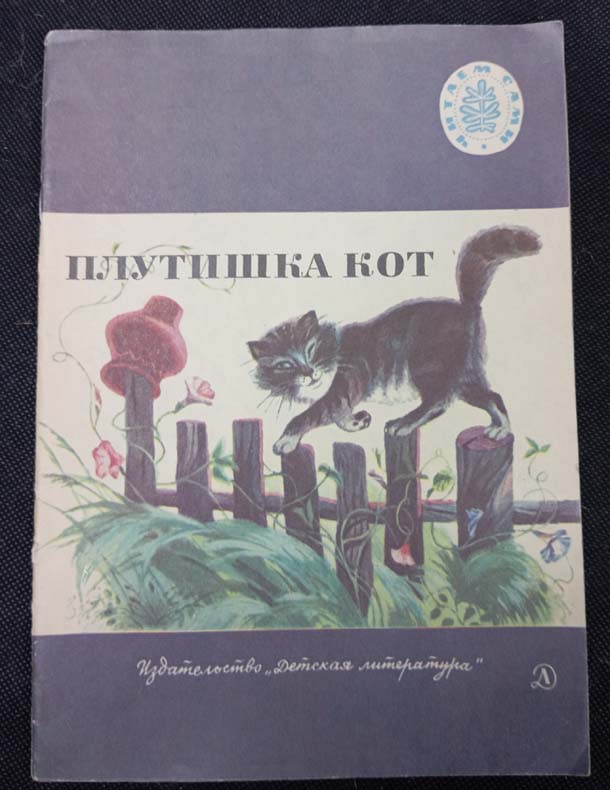 ЧИТАЕМ САМИ
ПЛУТИШКА КОТ
Издательство „Детская литература"
Д